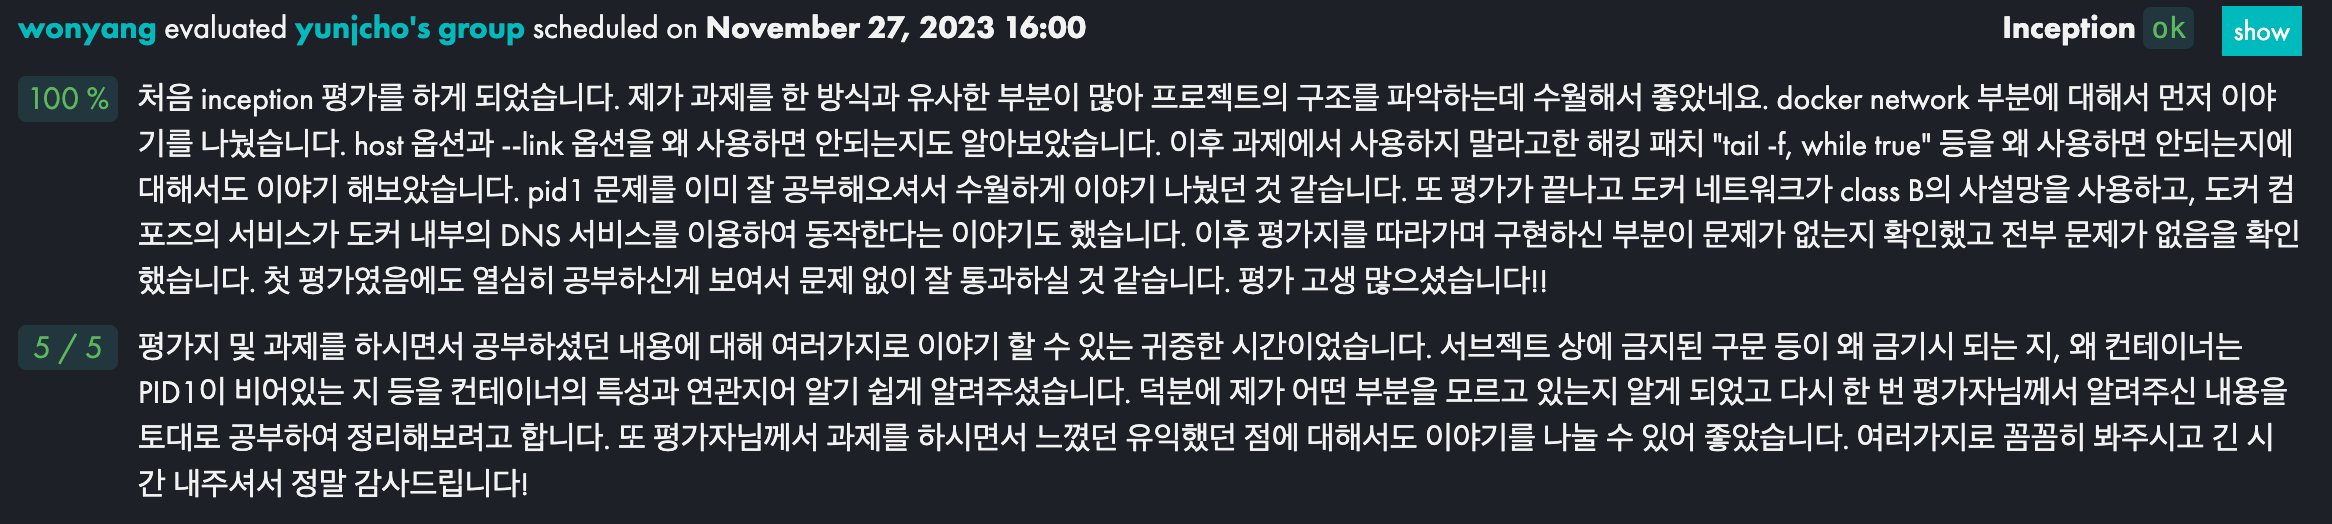 wonyang evaluated yunjcho's group scheduled on November 27, 2023 16:00 Inception ok show
100 % 처음 inception 평가를 하게 되었습니다. 제가 과제를 한 방식과 유사한 부분이 많아 프로젝트의 구조를 파악하는데 수월해서 좋았네요. docker network 부분에 대해서 먼저 이야
기를 나눴습니다. host 옵션과 --link 옵션을 왜 사용하면 안되는지도 알아보았습니다. 이후 과제에서 사용하지 말라고한 해킹 패치 "tail -f, while true" 등을 왜 사용하면 안되는지에
대해서도 이야기 해보았습니다. pid1 문제를 이미 잘 공부해오셔서 수월하게 이야기 나눴던 것 같습니다. 또 평가가 끝나고 도커 네트워크가 class B의 사설망을 사용하고, 도커 컴
포즈의 서비스가 도커 내부의 DNS 서비스를 이용하여 동작한다는 이야기도 했습니다. 이후 평가지를 따라가며 구현하신 부분이 문제가 없는지 확인했고 전부 문제가 없음을 확인
했습니다. 첫 평가였음에도 열심히 공부하신게 보여서 문제 없이 잘 통과하실 것 같습니다. 평가 고생 많으셨습니다!!
5 / 5 평가지 및 과제를 하시면서 공부하셨던 내용에 대해 여러가지로 이야기 할 수 있는 귀중한 시간이었습니다. 서브젝트 상에 금지된 구문 등이 왜 금기시 되는 지, 왜 컨테이너는
PID1이 비어있는 지 등을 컨테이너의 특성과 연관지어 알기 쉽게 알려주셨습니다. 덕분에 제가 어떤 부분을 모르고 있는지 알게 되었고 다시 한 번 평가자님께서 알려주신 내용을
토대로 공부하여 정리해보려고 합니다. 또 평가자님께서 과제를 하시면서 느꼈던 유익했던 점에 대해서도 이야기를 나눌 수 있어 좋았습니다. 여러가지로 꼼꼼히 봐주시고 긴 시
간 내주셔서 정말 감사드립니다!